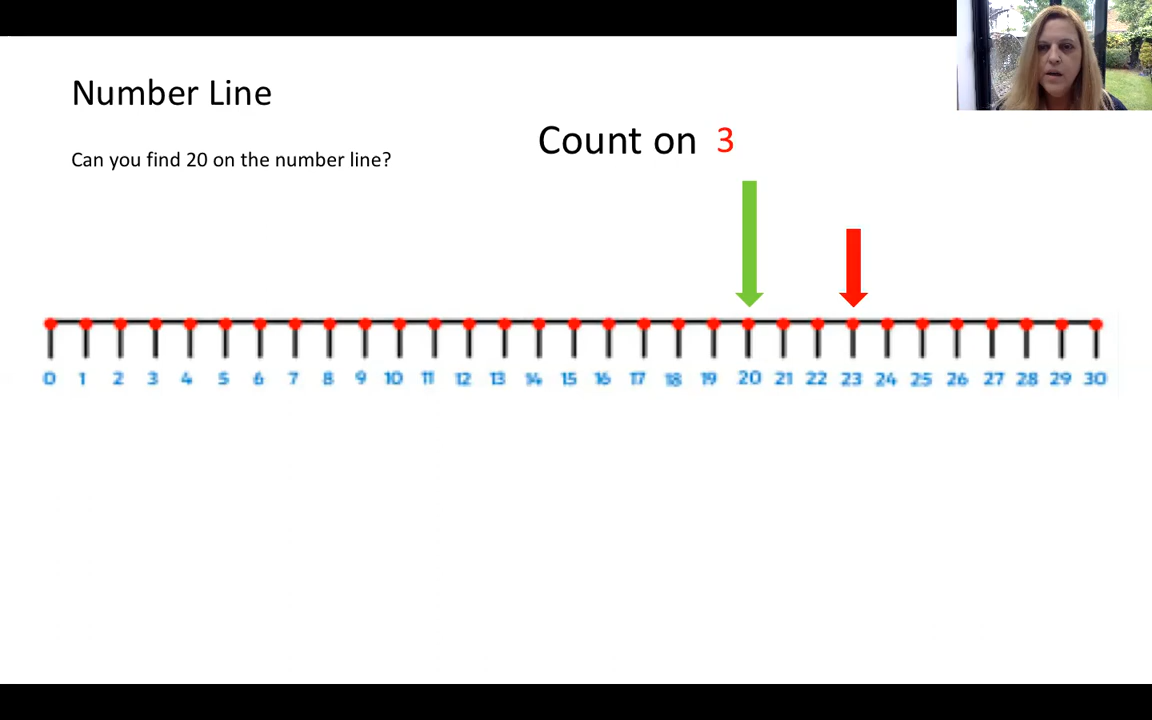 Number Line
Count on 3
Can you find 20 on the number line?
0 1 2 3 4 5 6 7 8 9 10 11 12 13 14 15 16 17 18 19 20 21 22 23 24 25 26 27 28 29 30